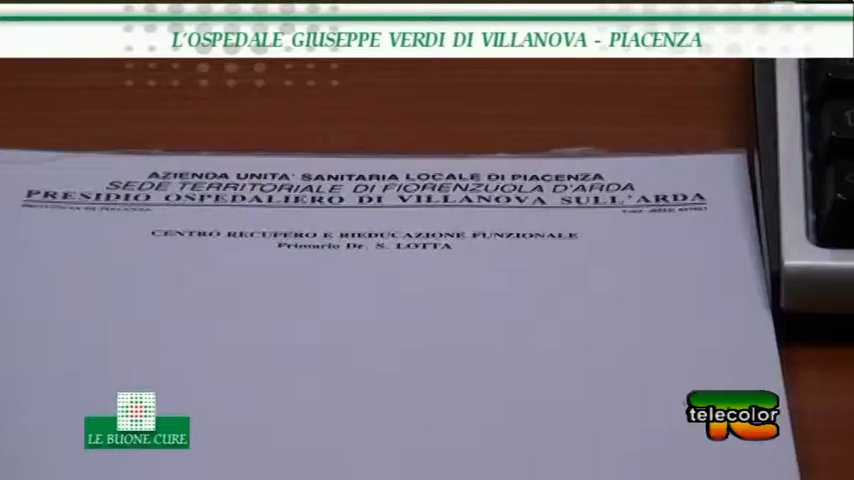 L'OSPEDALE GIUSEPPE VERDI DI VILLANOVA - PIACENZA
AZIENDA UNITA' SANITARIA LOCALE DI PIACENZA
SEDE TERRITORIALE DI FIORENZUOLA D'ARDA
PRESIDIO OSPEDALIERO DI VILLANOVA SULL'ARDA
CENTRO RECUPERO E RIEDUCAZIONE FUNZIONALE
Primario Dr. S. LOTTA
LE BUONE CURE
telecolor